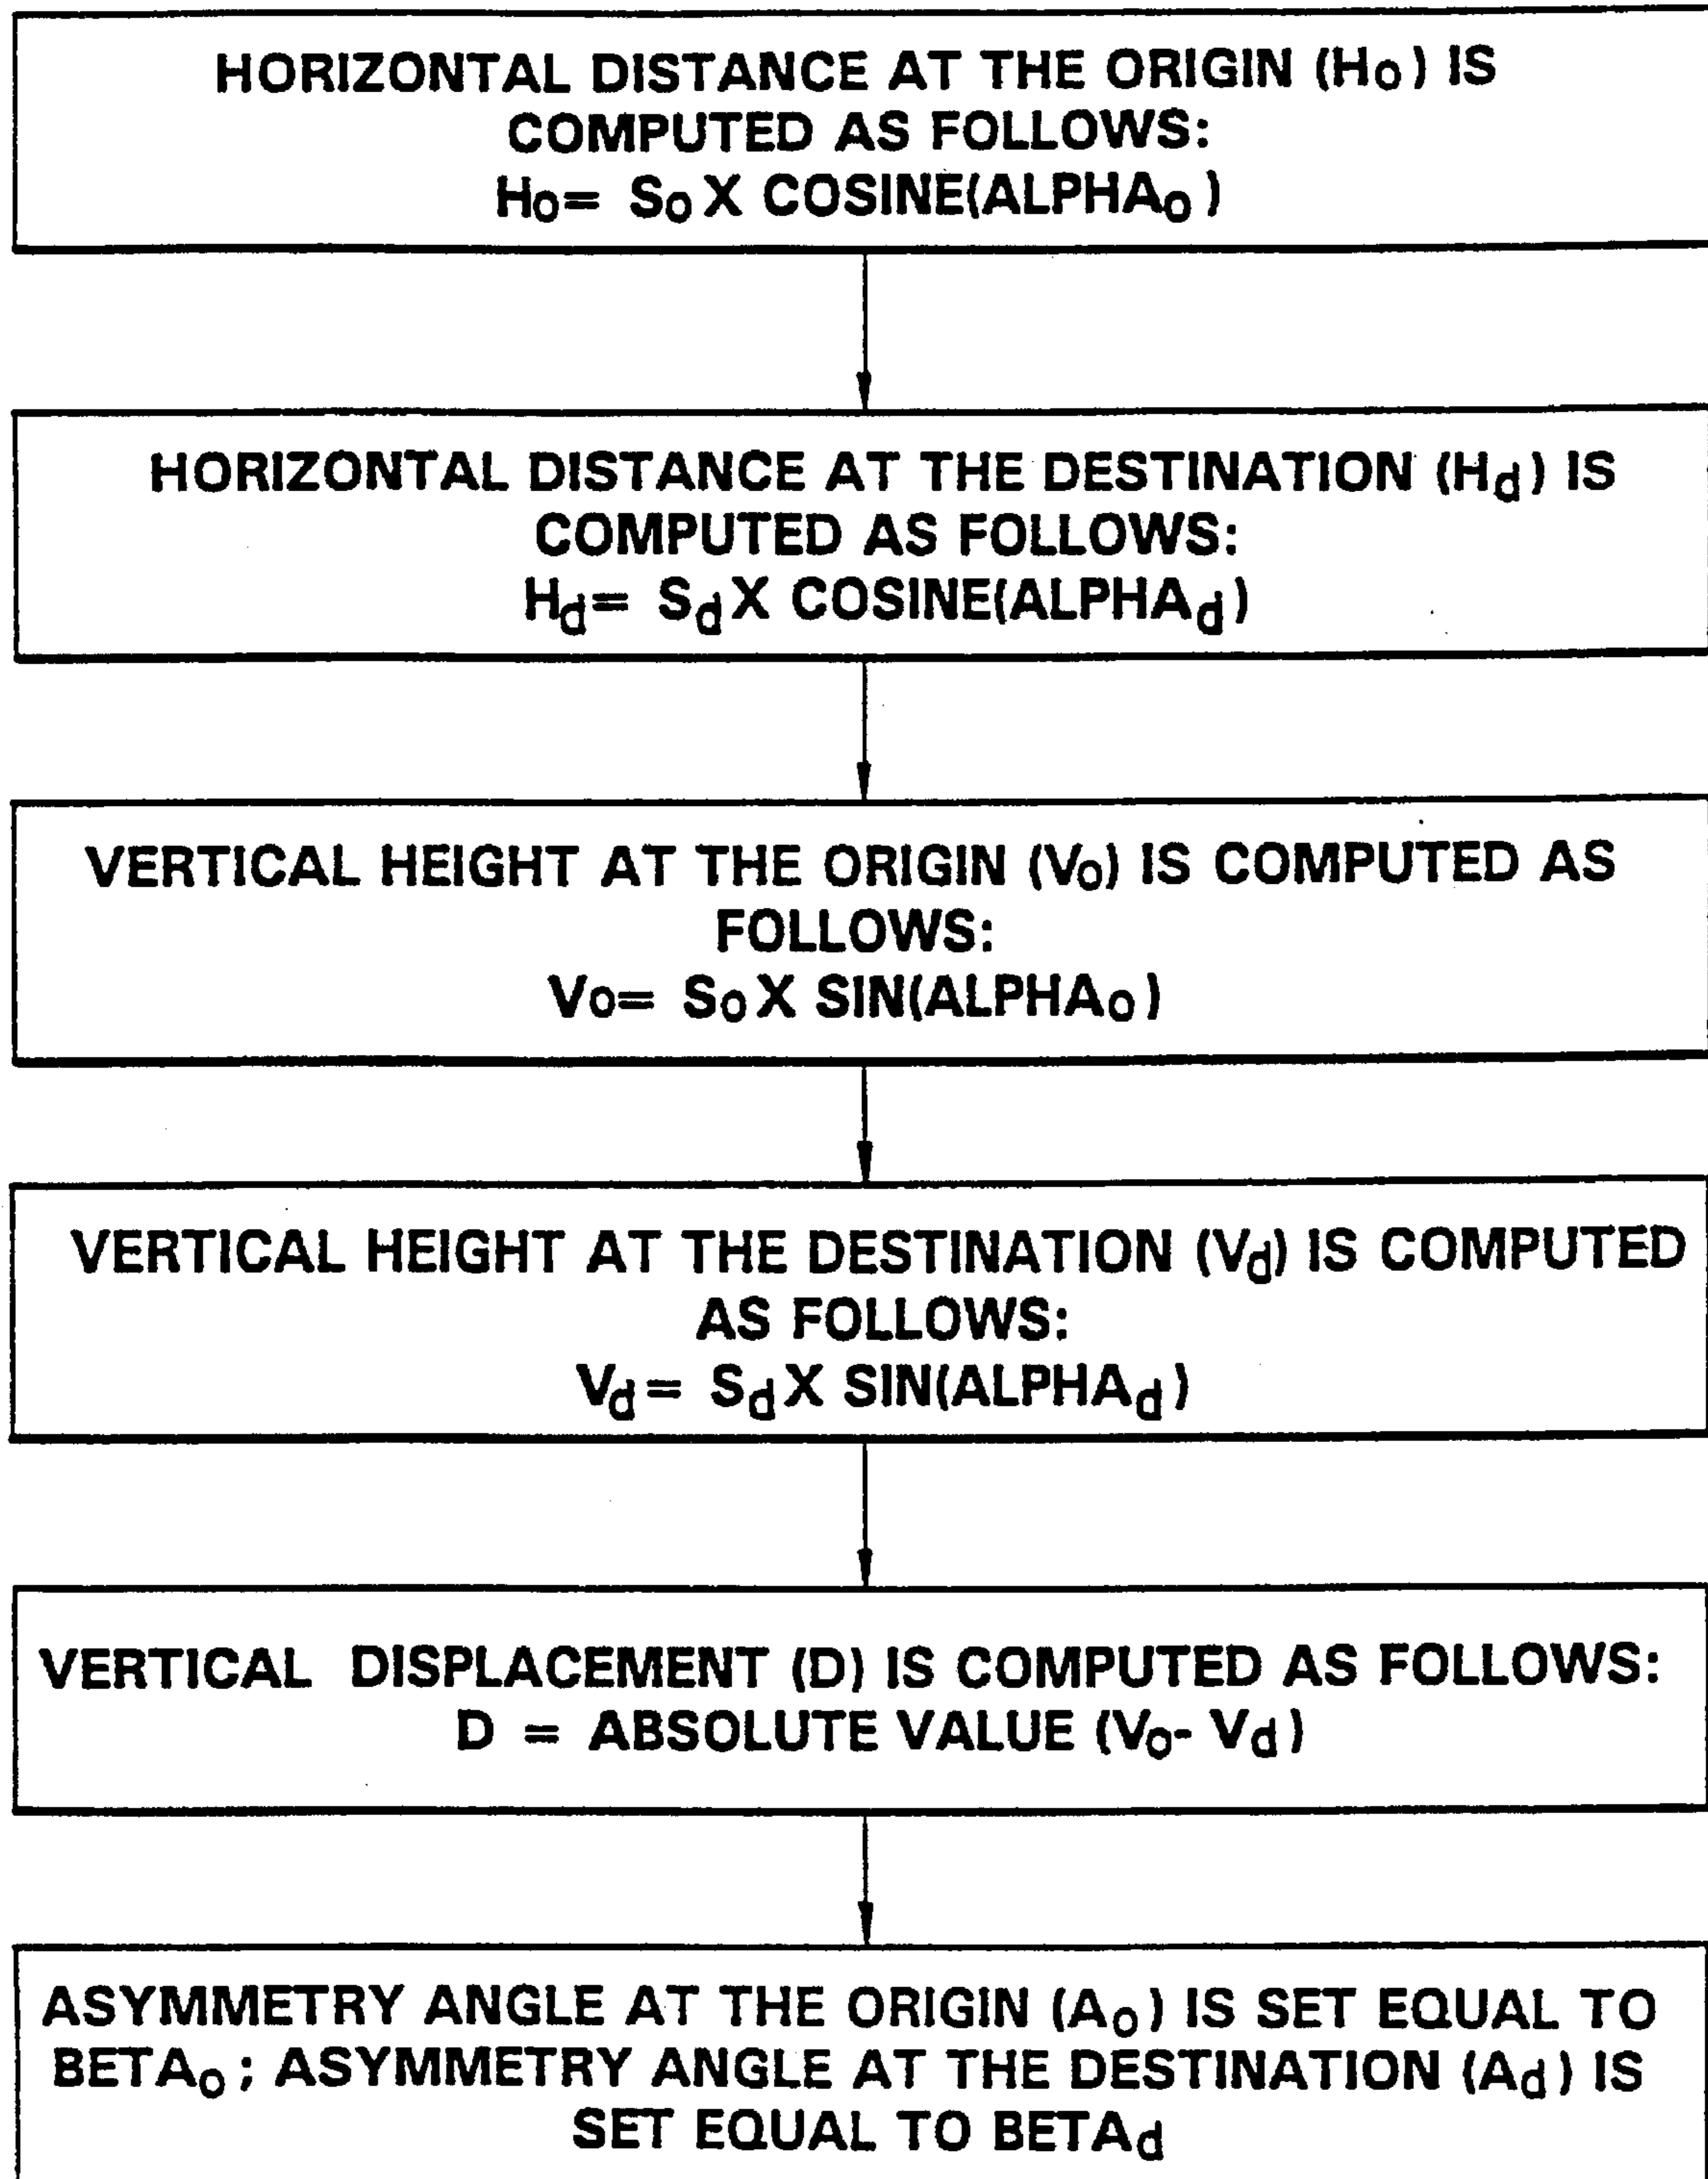 HORIZONTAL DISTANCE AT THE ORIGIN (Ho) IS
COMPUTED AS FOLLOWS:
Ho= So X COSINE(ALPHAo)
HORIZONTAL DISTANCE AT THE DESTINATION (Hd) IS
COMPUTED AS FOLLOWS:
Hd= Sd X COSINE(ALPHAd)
VERTICAL HEIGHT AT THE ORIGIN (Vo) IS COMPUTED AS
FOLLOWS:
Vo= So X SIN(ALPHAo)
VERTICAL HEIGHT AT THE DESTINATION (Vd) IS COMPUTED
AS FOLLOWS:
Vd= Sd X SIN(ALPHAd)
VERTICAL DISPLACEMENT (D) IS COMPUTED AS FOLLOWS:
D = ABSOLUTE VALUE (Vo- Vd)
ASYMMETRY ANGLE AT THE ORIGIN (Ao) IS SET EQUAL TO
BETAo; ASYMMETRY ANGLE AT THE DESTINATION (Ad) IS
SET EQUAL TO BETAd